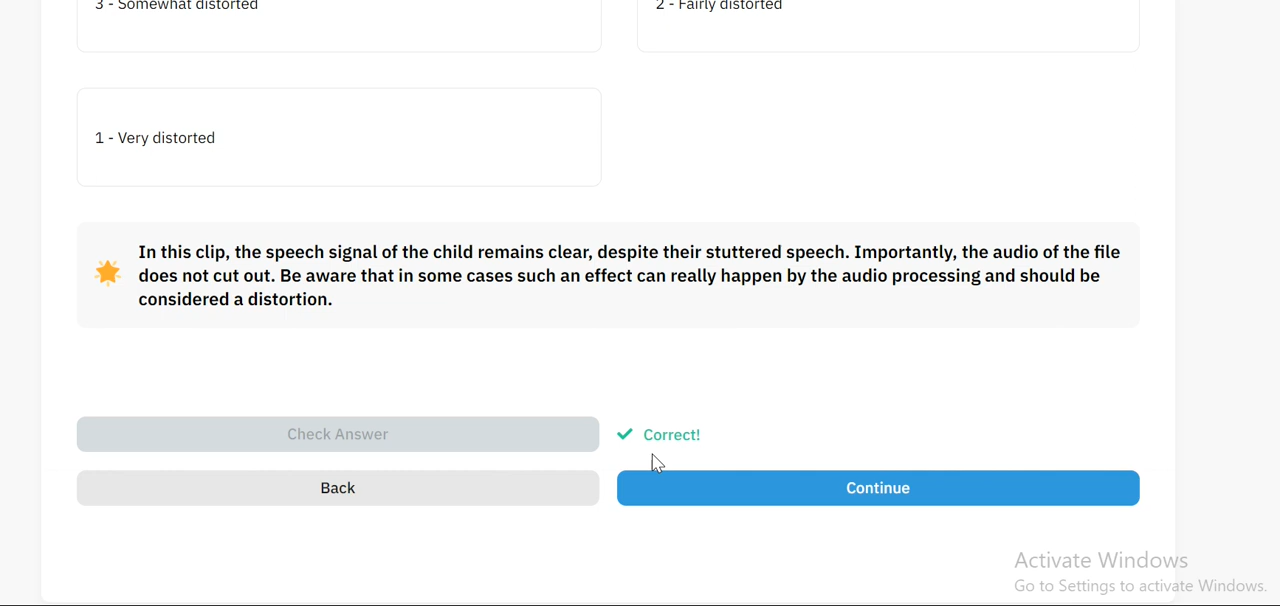 3 - Somewhat distorted
2 - Fairly distorted
1 - Very distorted
In this clip, the speech signal of the child remains clear, despite their stuttered speech. Importantly, the audio of the file
does not cut out. Be aware that in some cases such an effect can really happen by the audio processing and should be
considered a distortion.
Check Answer
Correct!
Back
Continue
Activate Windows
Go to Settings to activate Windows.